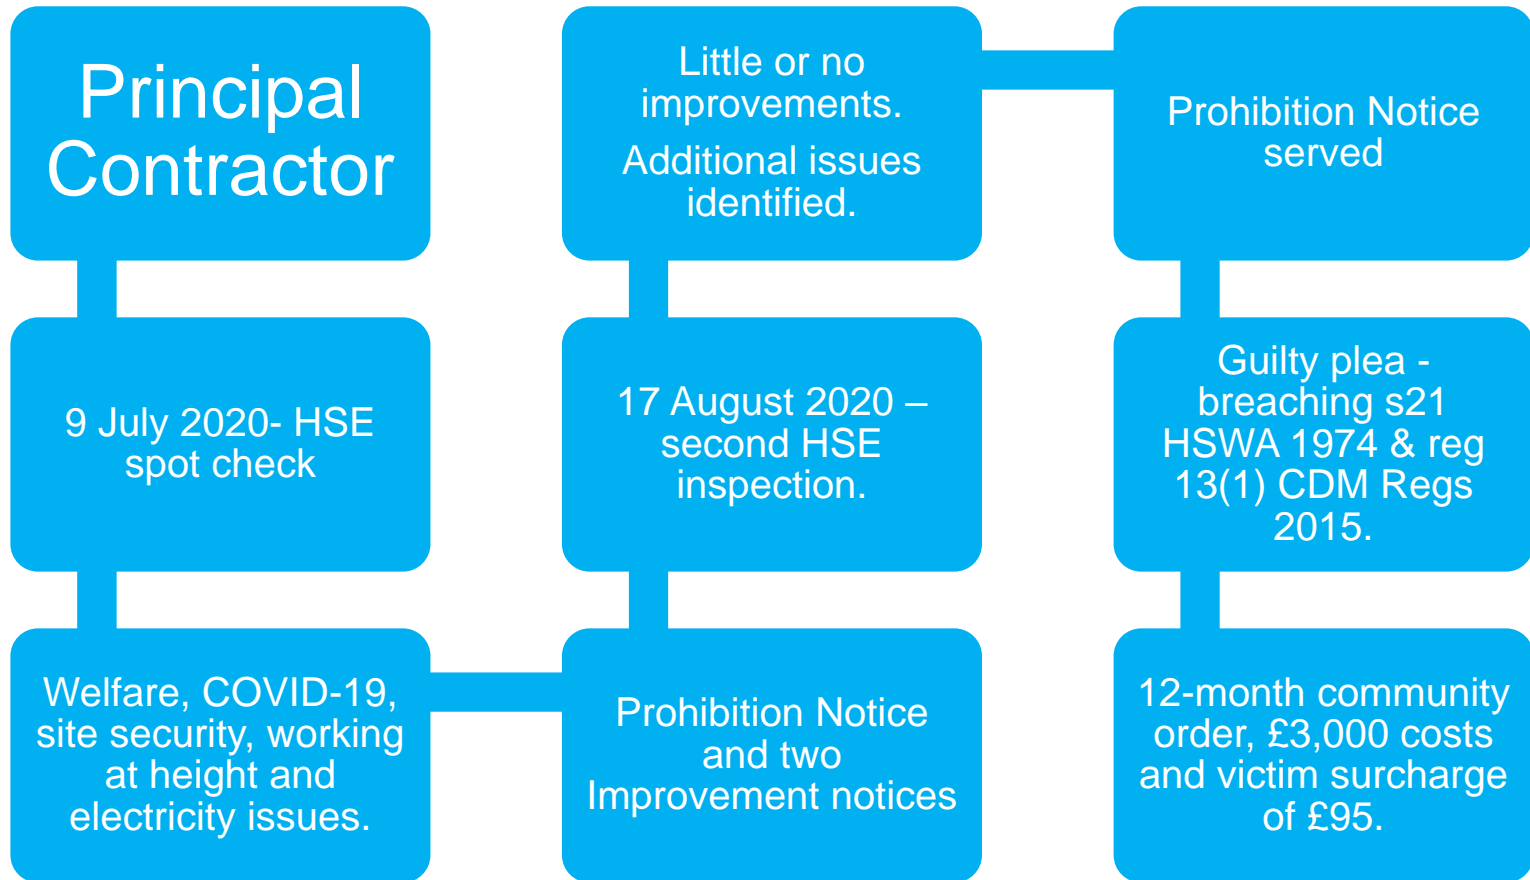 Principal
Contractor
9 July 2020- HSE
spot check
Welfare, COVID-19,
site security, working
at height and
electricity issues.
Prohibition Notice
and two
Improvement notices
17 August 2020 –
second HSE
inspection.
Little or no
improvements.
Additional issues
identified.
Prohibition Notice
served
Guilty plea -
breaching s21
HSWA 1974 & reg
13(1) CDM Regs
2015.
12-month community
order, £3,000 costs
and victim surcharge
of £95.